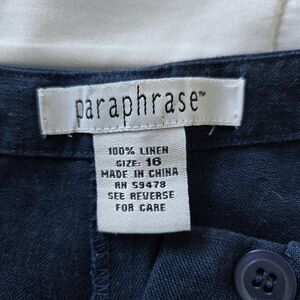 paraphrase™
100% LINEN
SIZE: 16
MADE IN CHINA
RN 59478
SEE REVERSE
FOR CARE